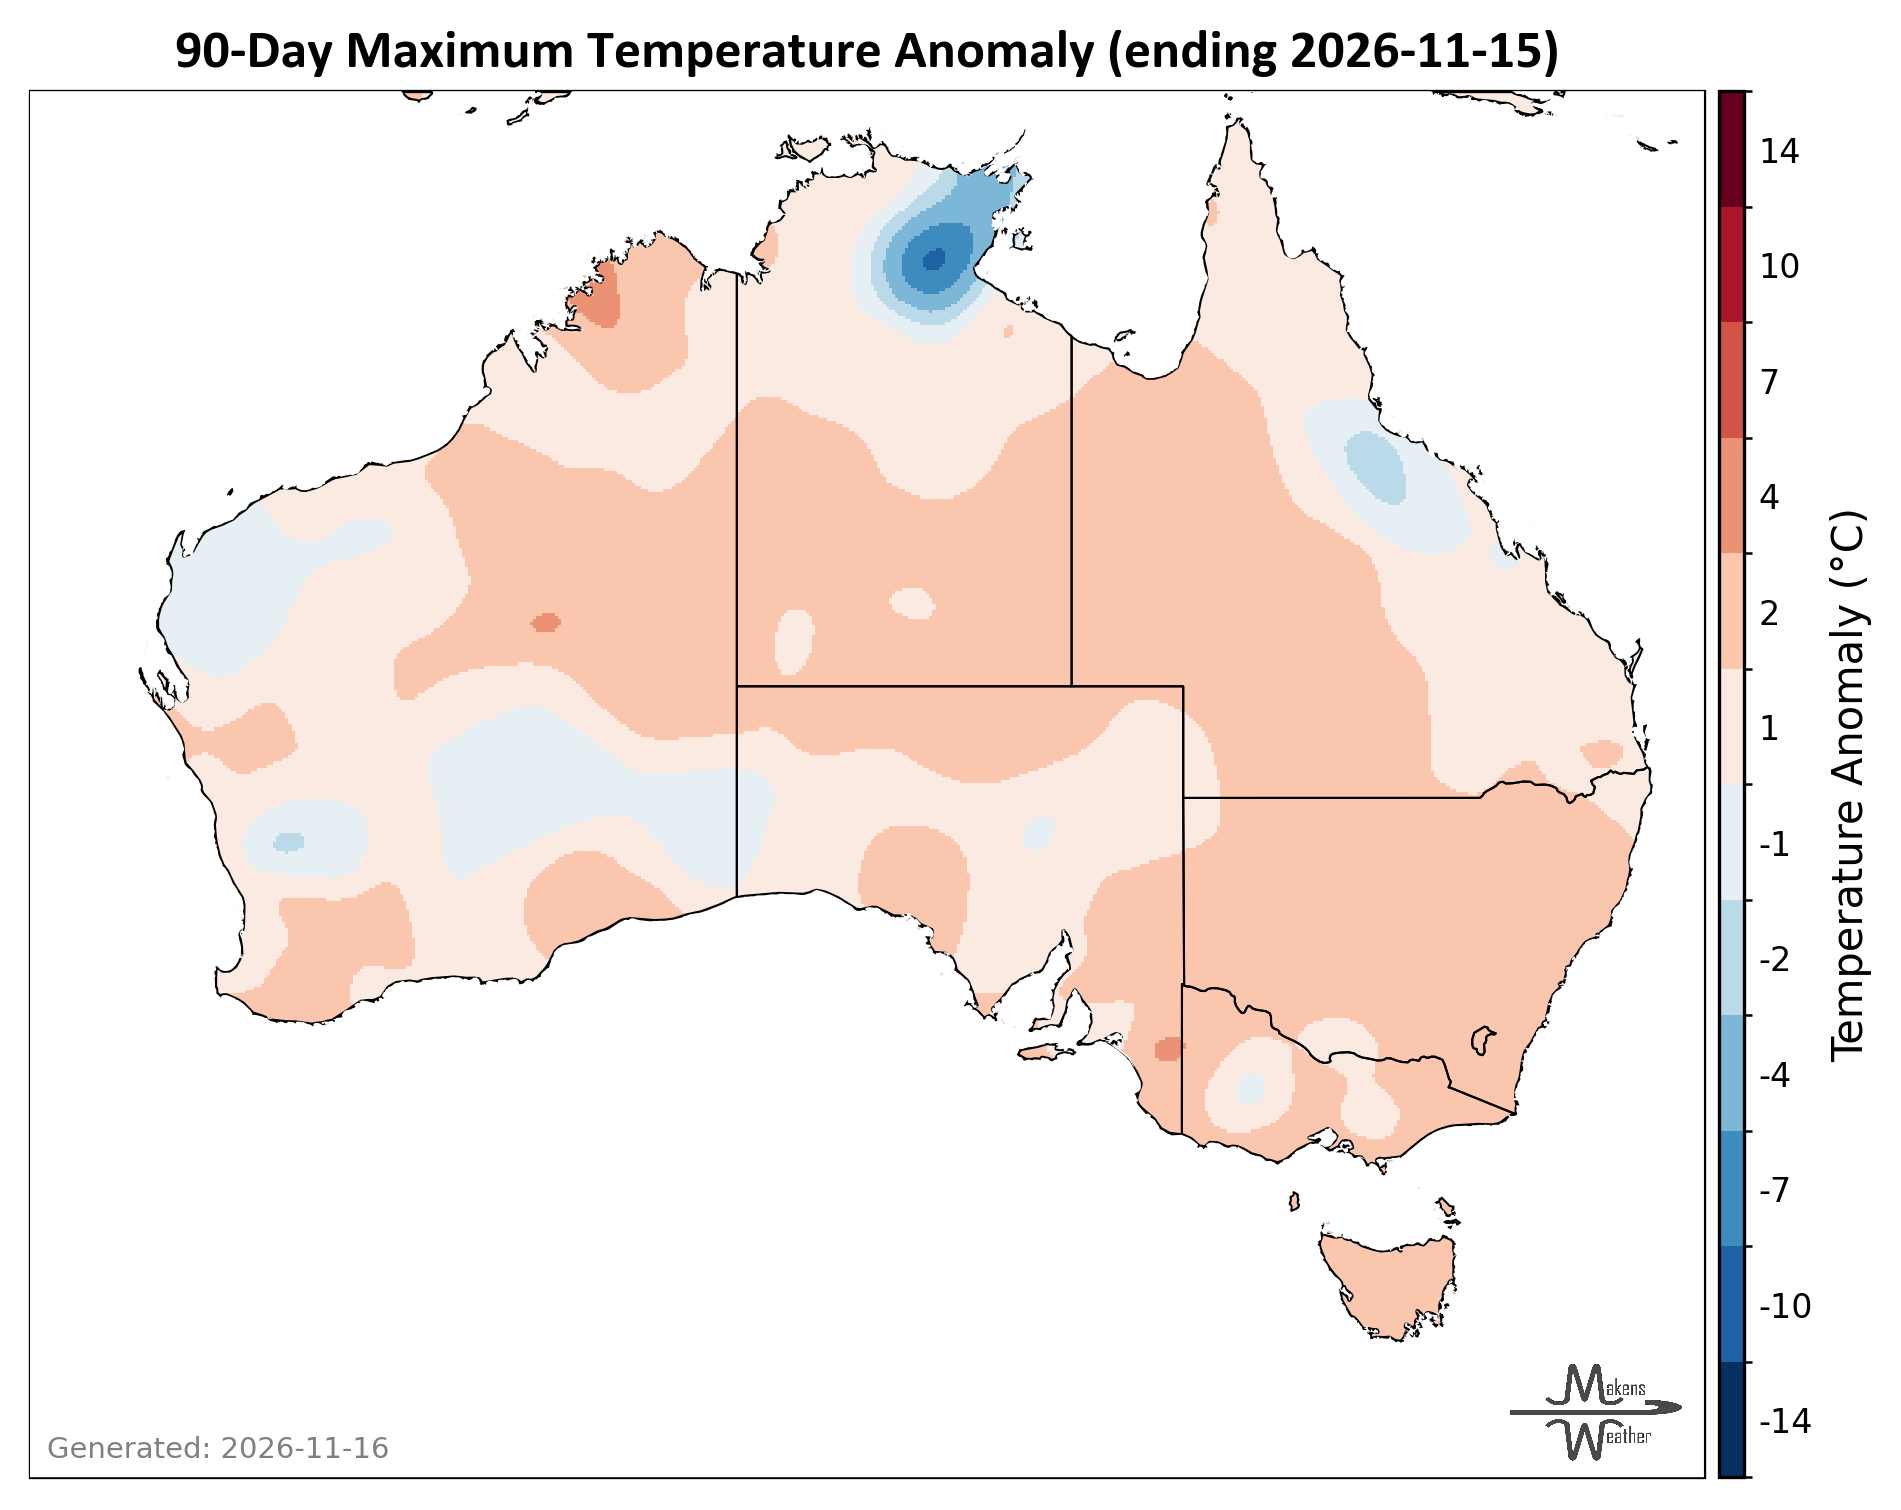 90-Day Maximum Temperature Anomaly (ending 2026-11-15)
14
10
7
4
2
1
-1
-2
-4
-7
-10
-14
Temperature Anomaly (°C)
Makens
Weather
Generated: 2026-11-16